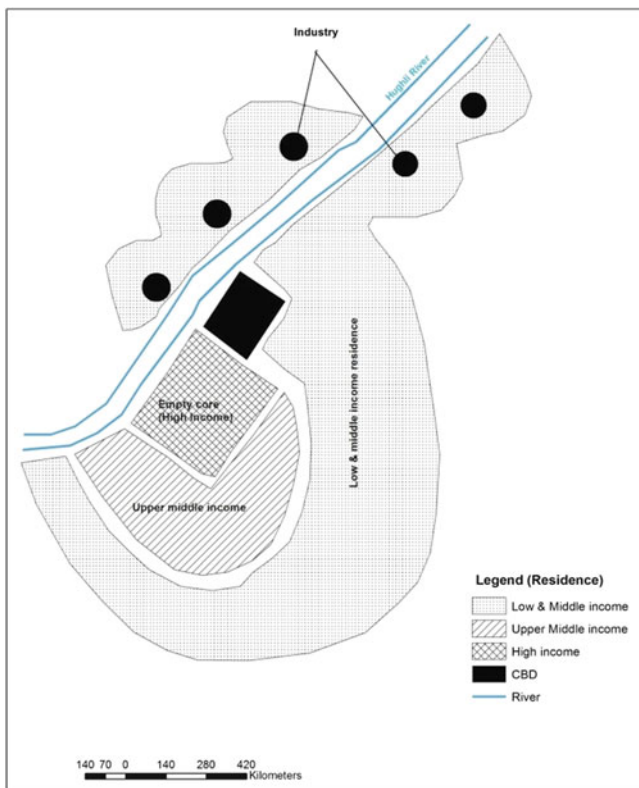 Industry
Hughli River
Low & middle income residence
Empty core
(High Income)
Upper middle income
Legend (Residence)
Low & Middle income
Upper Middle income
High income
CBD
River
140 70 0 140 280 420
Kilometers